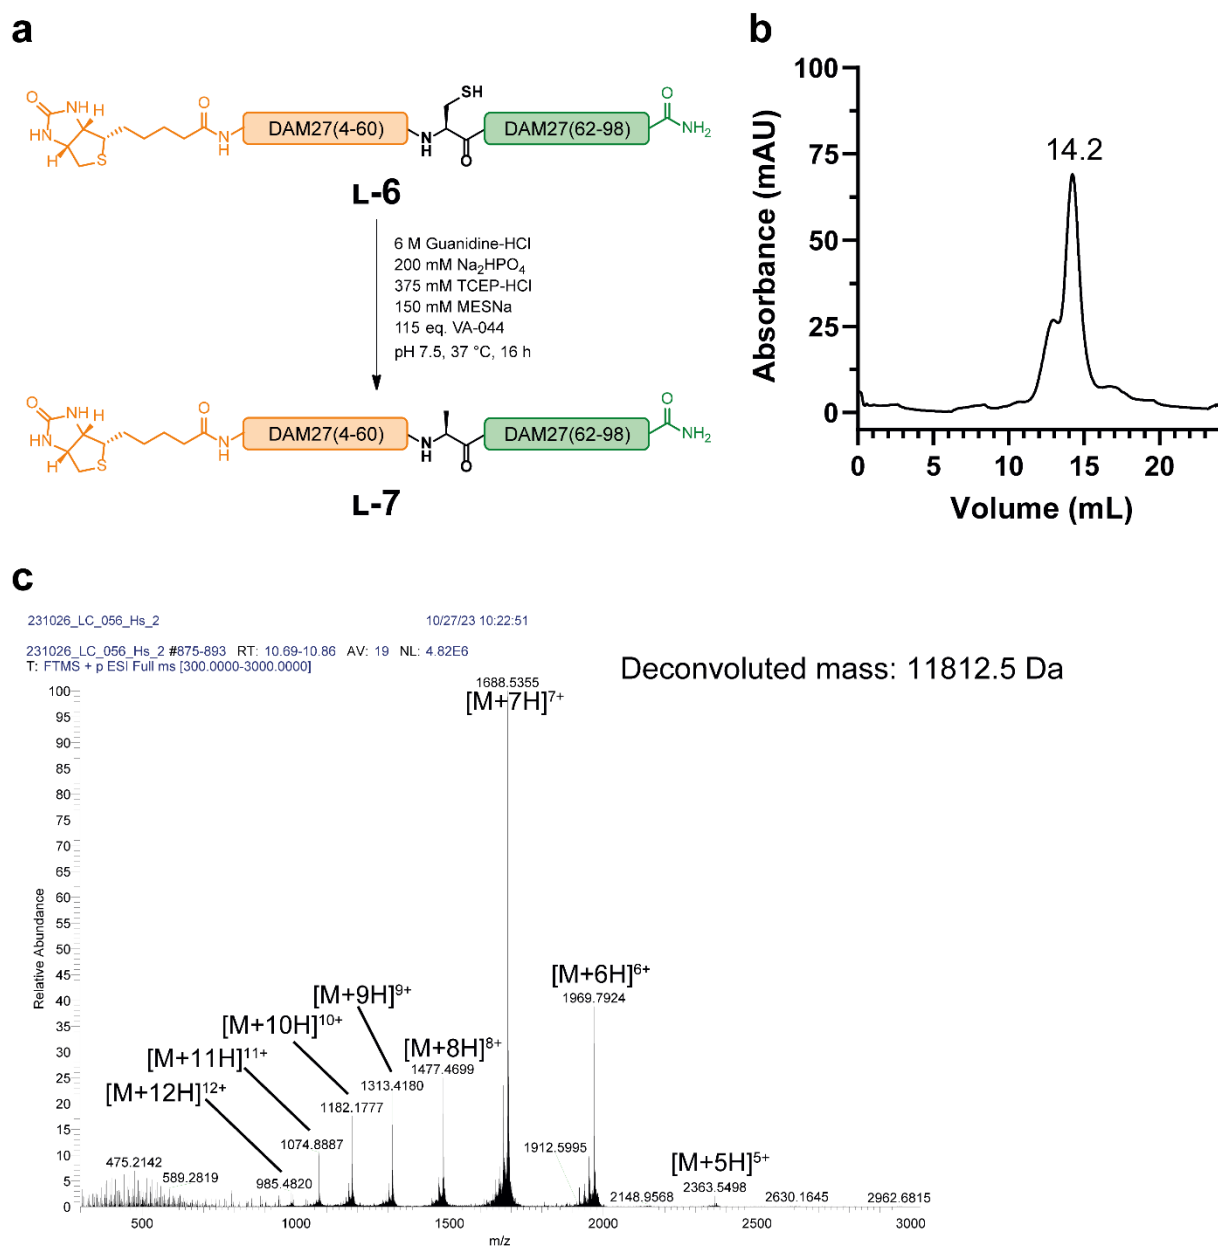 a
b
O
NH
H
HN
H
S
O
N
H
DAM27(4-60)
SH
N
H
O
DAM27(62-98)
O
NH₂
L-6
6 M Guanidine-HCl
200 mM Na₂HPO₄
375 mM TCEP-HCl
150 mM MESNa
115 eq. VA-044
pH 7.5, 37 °C, 16 h
O
NH
H
HN
H
S
O
N
H
DAM27(4-60)
N
H
O
DAM27(62-98)
O
NH₂
L-7
Absorbance (mAU)
100
75
50
25
0
14.2
0 5 10 15 20
Volume (mL)
c
231026_LC_056_Hs_2 10/27/23 10:22:51
231026_LC_056_Hs_2 #875-893 RT: 10.69-10.86 AV: 19 NL: 4.82E6
T: FTMS + p ESI Full ms [300.0000-3000.0000]
Deconvoluted mass: 11812.5 Da
Relative Abundance
100
95
90
85
80
75
70
65
60
55
50
45
40
35
30
25
20
15
10
5
0
1688.5355
[M+7H]⁷⁺
[M+6H]⁶⁺
1969.7924
[M+9H]⁹⁺
[M+10H]¹⁰⁺
[M+8H]⁸⁺
1477.4699
[M+11H]¹¹⁺
1313.4180
[M+12H]¹²⁺
1182.1777
1074.8887
1912.5995
475.2142
589.2819
985.4820
[M+5H]⁵⁺
2363.5498
2148.9568
2630.1645
2962.6815
500 1000 1500 2000 2500 3000
m/z